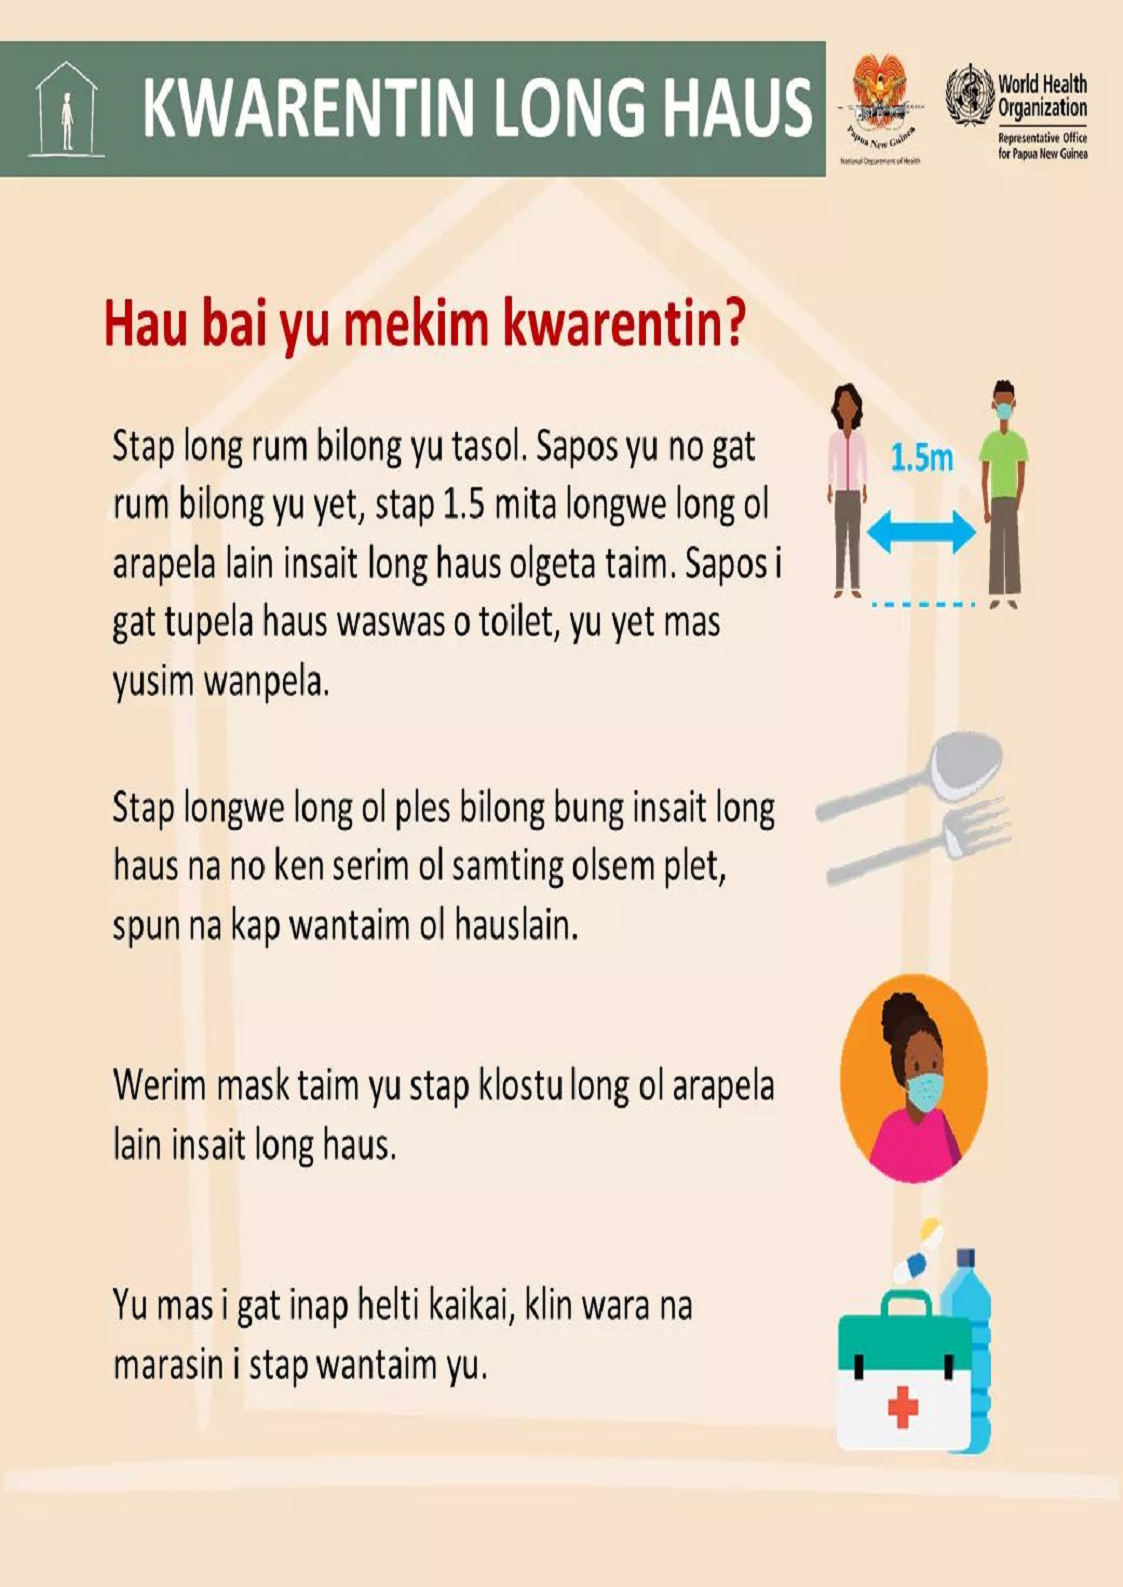 KWARENTIN LONG HAUS
Papua New Guinea
National Department of Health
World Health
Organization
Representative Office
for Papua New Guinea
Hau bai yu mekim kwarentin?
Stap long rum bilong yu tasol. Sapos yu no gat
rum bilong yu yet, stap 1.5 mita longwe long ol
arapela lain insait long haus olgeta taim. Sapos i
gat tupela haus waswas o toilet, yu yet mas
yusim wanpela.
1.5m
Stap longwe long ol ples bilong bung insait long
haus na no ken serim ol samting olsem plet,
spun na kap wantaim ol hauslain.
Werim mask taim yu stap klostu long ol arapela
lain insait long haus.
Yu mas i gat inap helti kaikai, klin wara na
marasin i stap wantaim yu.